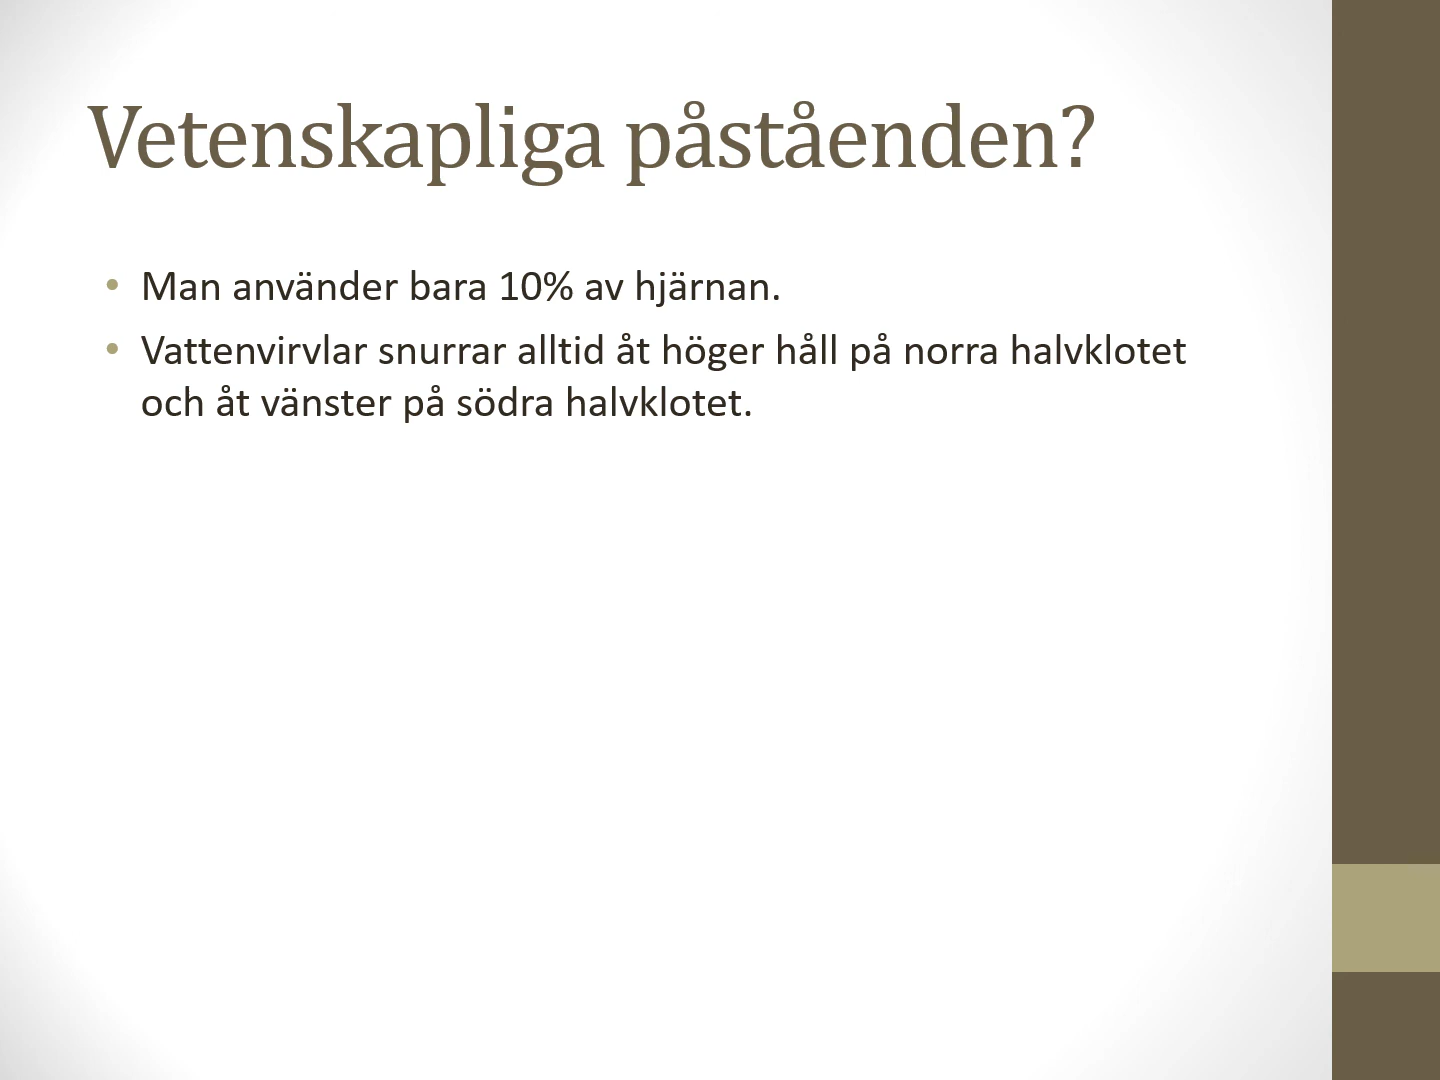 Vetenskapliga påståenden?
• Man använder bara 10% av hjärnan.
• Vattenvirvlar snurrar alltid åt höger håll på norra halvklotet
och åt vänster på södra halvklotet.